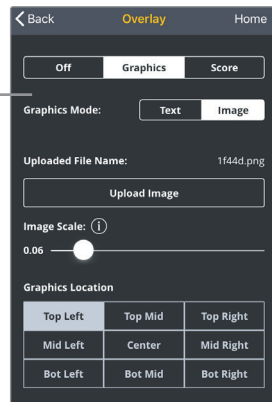 Back Overlay Home
Off Graphics Score
Graphics Mode: Text Image
Uploaded File Name: 1f44d.png
Upload Image
Image Scale: i
0.06
Graphics Location
Top Left Top Mid Top Right
Mid Left Center Mid Right
Bot Left Bot Mid Bot Right